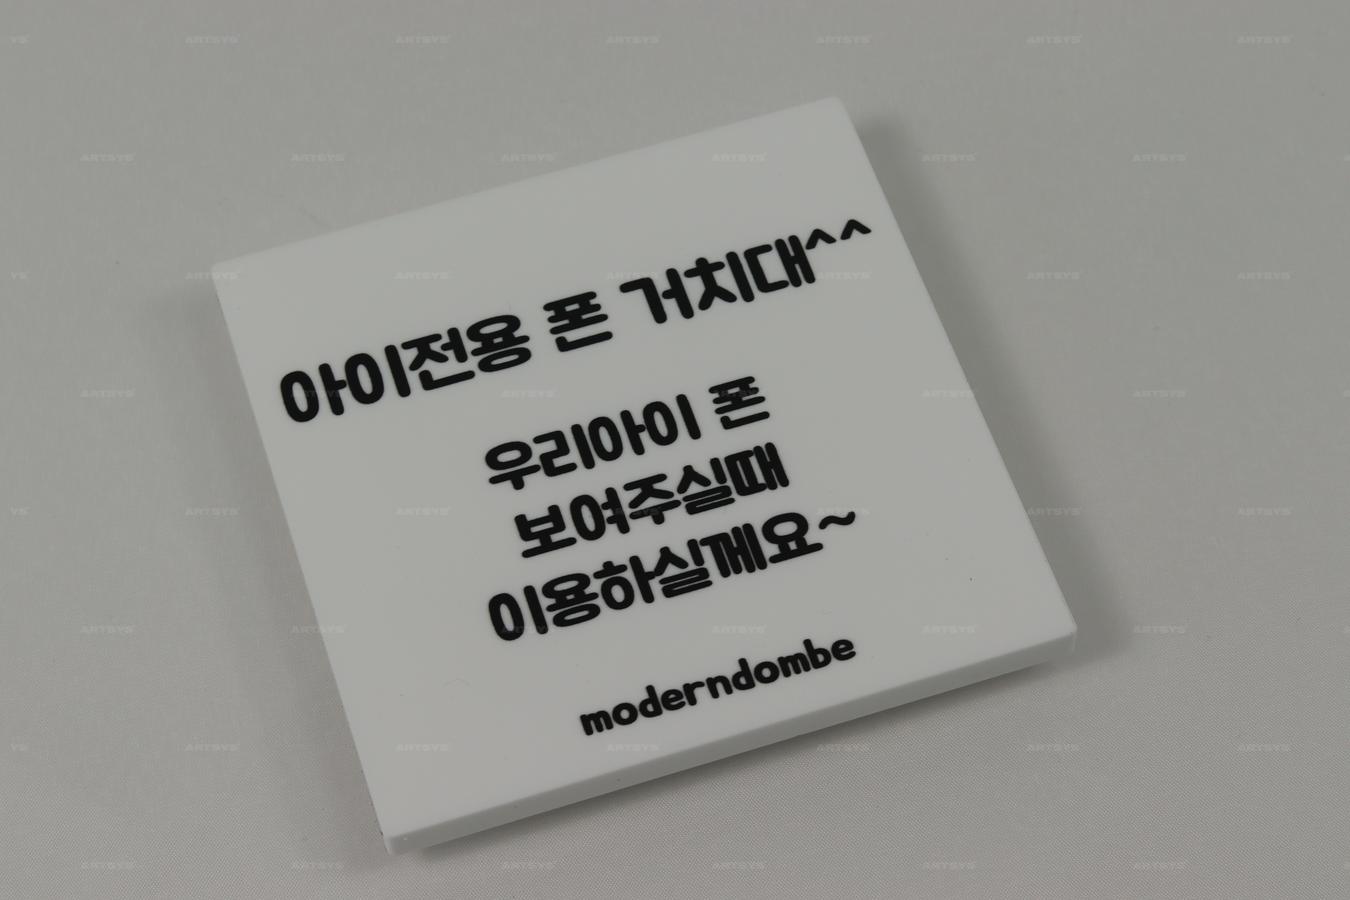 아이전용 폰 거치대^^
우리아이 폰
보여주실때
이용하실께요~
moderndombe